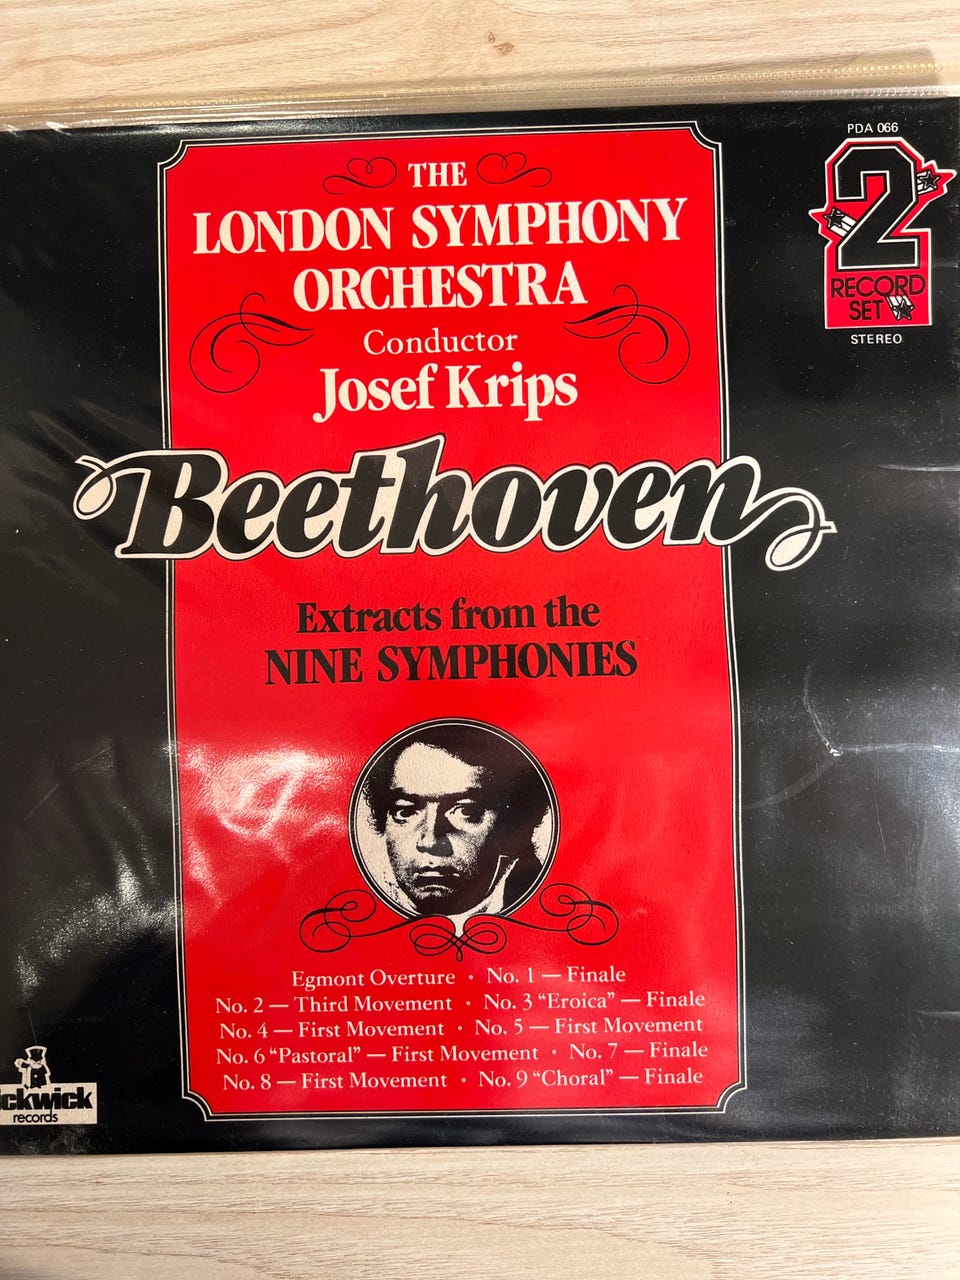 PDA 066
2
RECORD
SET
STEREO
THE
LONDON SYMPHONY
ORCHESTRA
Conductor
Josef Krips
Beethoven
Extracts from the
NINE SYMPHONIES
Egmont Overture • No. 1 — Finale
No. 2 — Third Movement • No. 3 “Eroica” — Finale
No. 4 — First Movement • No. 5 — First Movement
No. 6 “Pastoral” — First Movement • No. 7 — Finale
No. 8 — First Movement • No. 9 “Choral” — Finale
ickwick
records